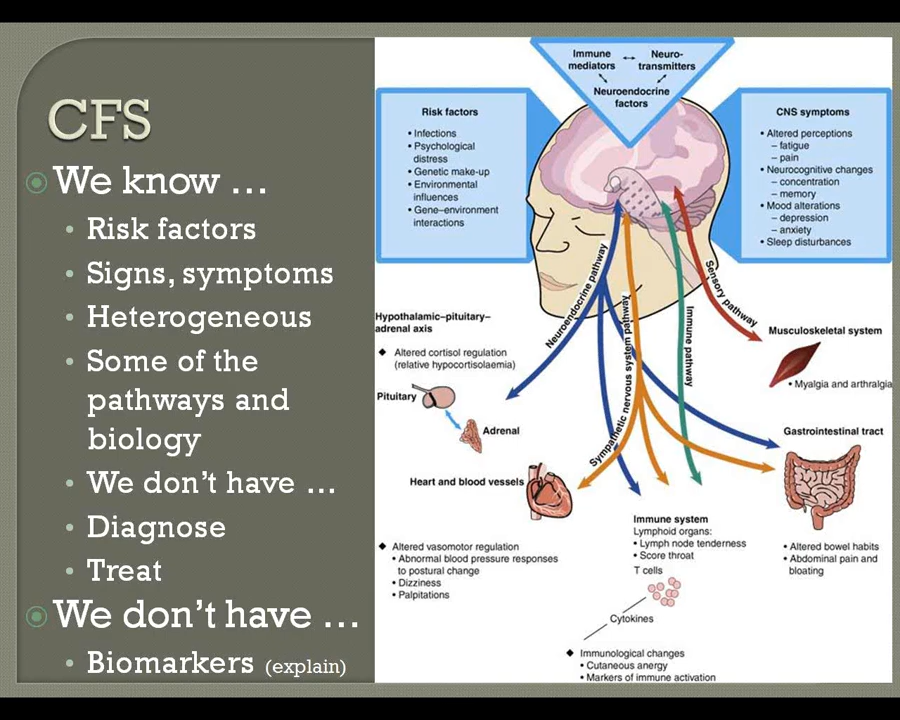 CFS
We know …
Risk factors
Signs, symptoms
Heterogeneous
Some of the
pathways and
biology
We don't have …
Diagnose
Treat
We don't have …
Biomarkers (explain)
Immune
mediators
Neuro-
transmitters
Neuroendocrine
factors
Risk factors
• Infections
• Psychological
distress
• Genetic make-up
• Environmental
influences
• Gene–environment
interactions
CNS symptoms
• Altered perceptions
– fatigue
– pain
• Neurocognitive changes
– concentration
– memory
• Mood alterations
– depression
– anxiety
• Sleep disturbances
Neuroendocrine pathway
Sympathetic nervous system pathway
Immune pathway
Sensory pathway
Hypothalamic–pituitary–
adrenal axis
◆ Altered cortisol regulation
(relative hypocortisolaemia)
Pituitary
Adrenal
Musculoskeletal system
• Myalgia and arthralgia
Gastrointestinal tract
• Altered bowel habits
• Abdominal pain and
bloating
Heart and blood vessels
◆ Altered vasomotor regulation
• Abnormal blood pressure responses
to postural change
• Dizziness
• Palpitations
Immune system
Lymphoid organs:
• Lymph node tenderness
• Score throat
T cells
Cytokines
◆ Immunological changes
• Cutaneous anergy
• Markers of immune activation